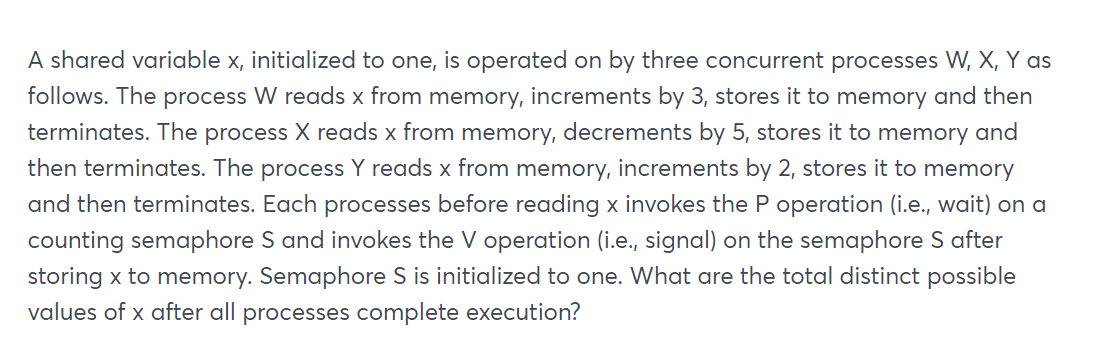 A shared variable x, initialized to one, is operated on by three concurrent processes W, X, Y as
follows. The process W reads x from memory, increments by 3, stores it to memory and then
terminates. The process X reads x from memory, decrements by 5, stores it to memory and
then terminates. The process Y reads x from memory, increments by 2, stores it to memory
and then terminates. Each processes before reading x invokes the P operation (i.e., wait) on a
counting semaphore S and invokes the V operation (i.e., signal) on the semaphore S after
storing x to memory. Semaphore S is initialized to one. What are the total distinct possible
values of x after all processes complete execution?